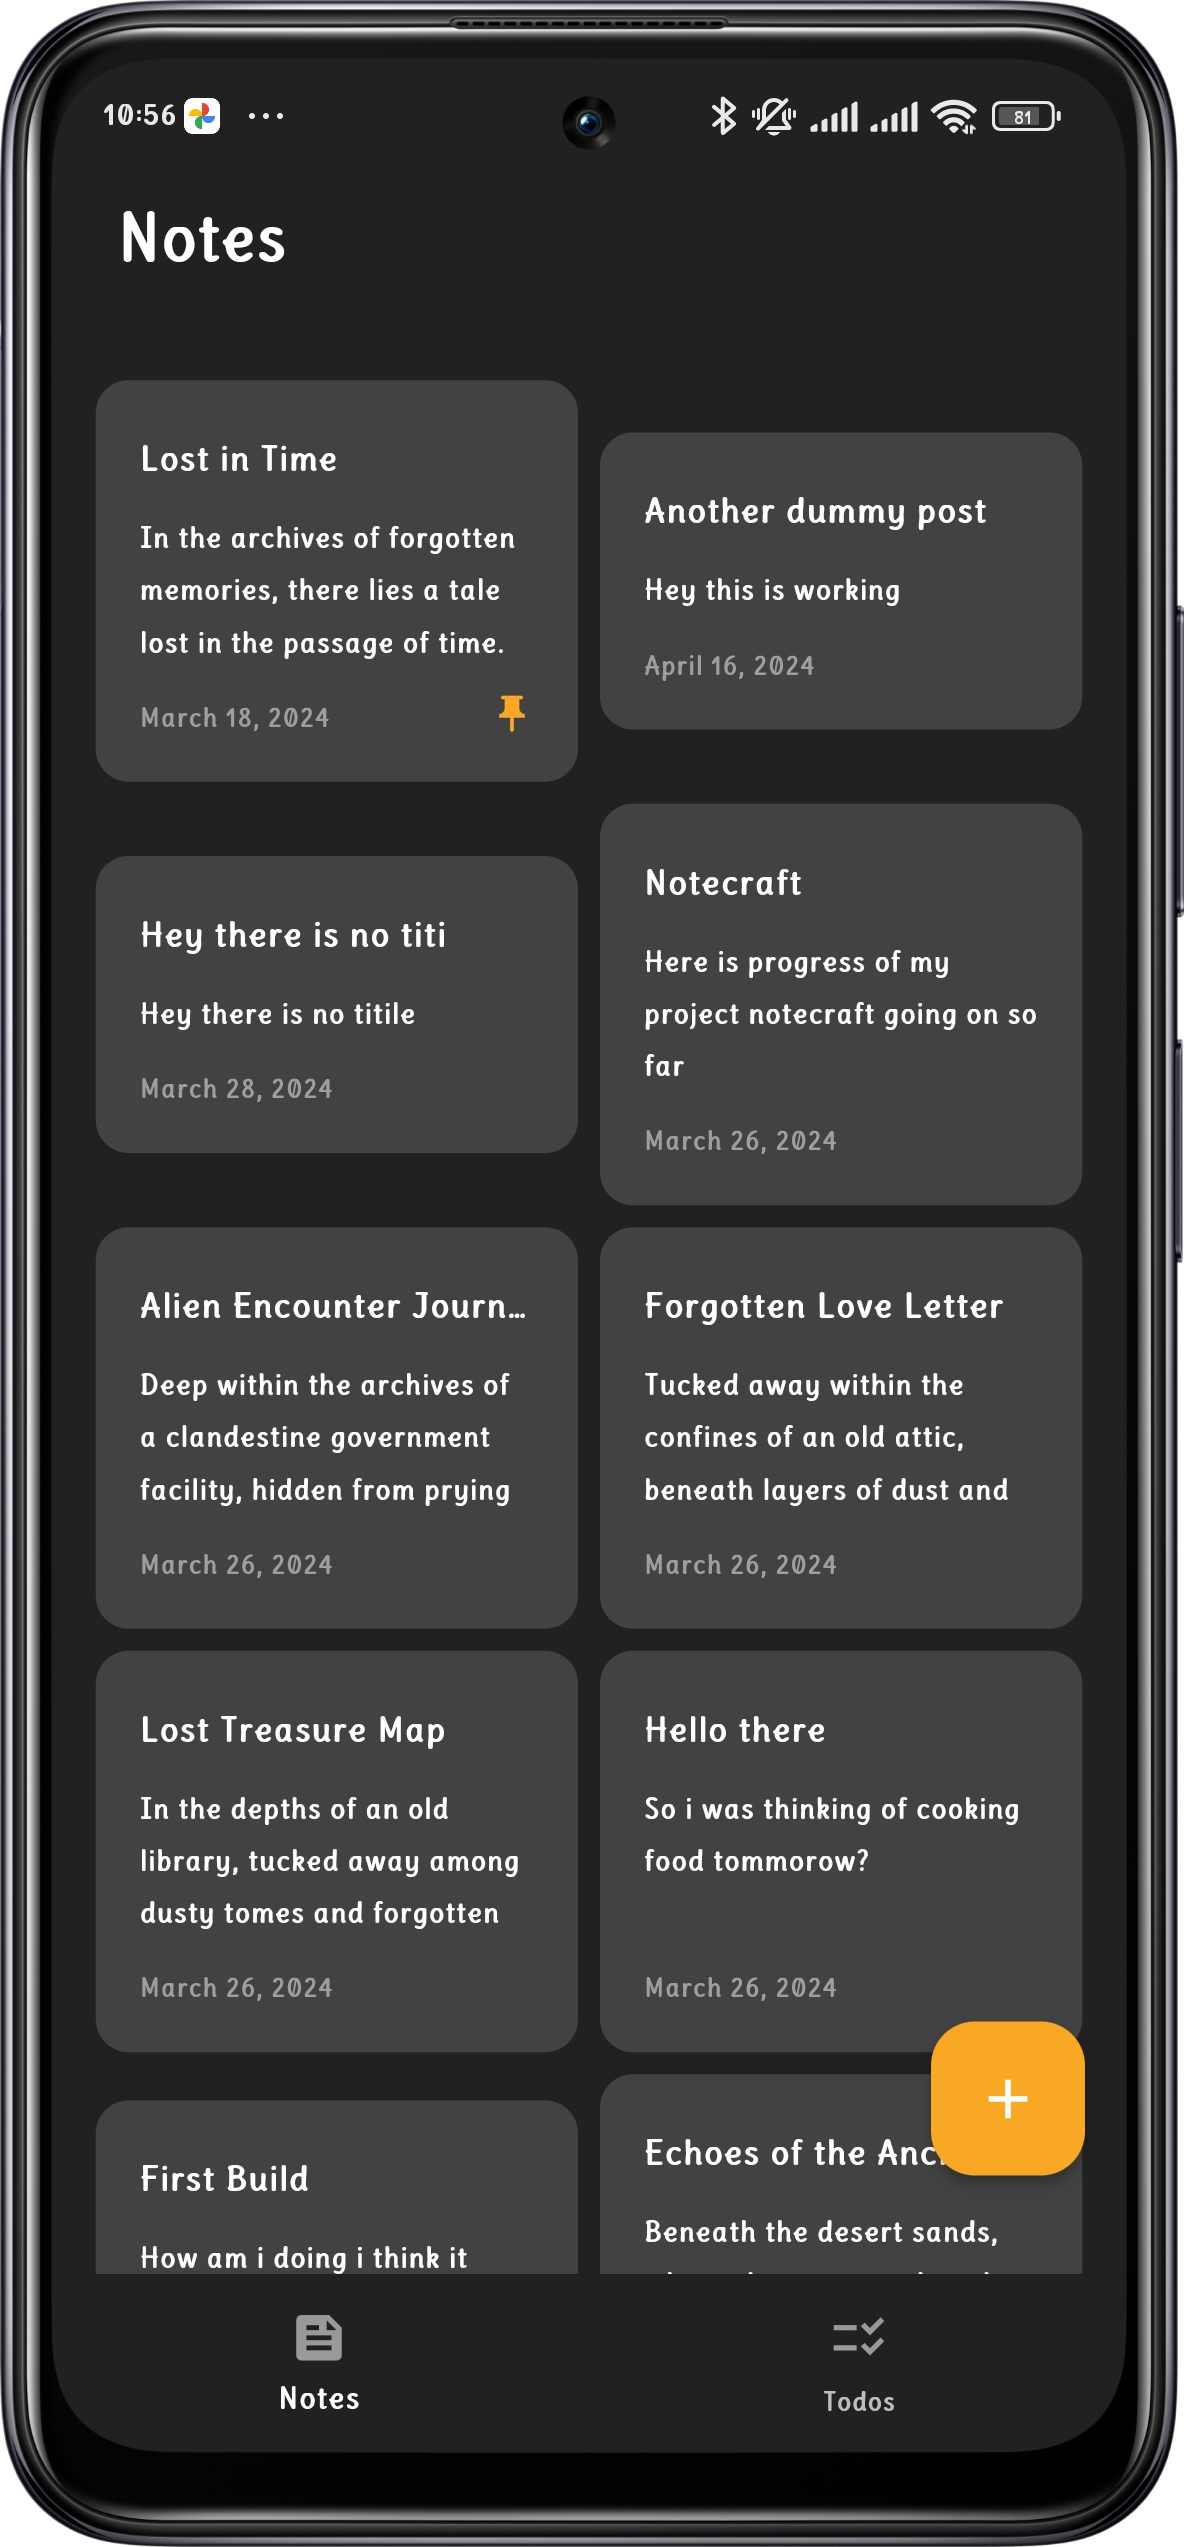 10:56
81
Notes
Lost in Time
In the archives of forgotten
memories, there lies a tale
lost in the passage of time.
March 18, 2024
Another dummy post
Hey this is working
April 16, 2024
Hey there is no titi
Hey there is no titile
March 28, 2024
Notecraft
Here is progress of my
project notecraft going on so
far
March 26, 2024
Alien Encounter Journ...
Deep within the archives of
a clandestine government
facility, hidden from prying
March 26, 2024
Forgotten Love Letter
Tucked away within the
confines of an old attic,
beneath layers of dust and
March 26, 2024
Lost Treasure Map
In the depths of an old
library, tucked away among
dusty tomes and forgotten
March 26, 2024
Hello there
So i was thinking of cooking
food tommorow?
March 26, 2024
First Build
How am i doing i think it
Echoes of the
Beneath the desert sands,
Notes
Todos